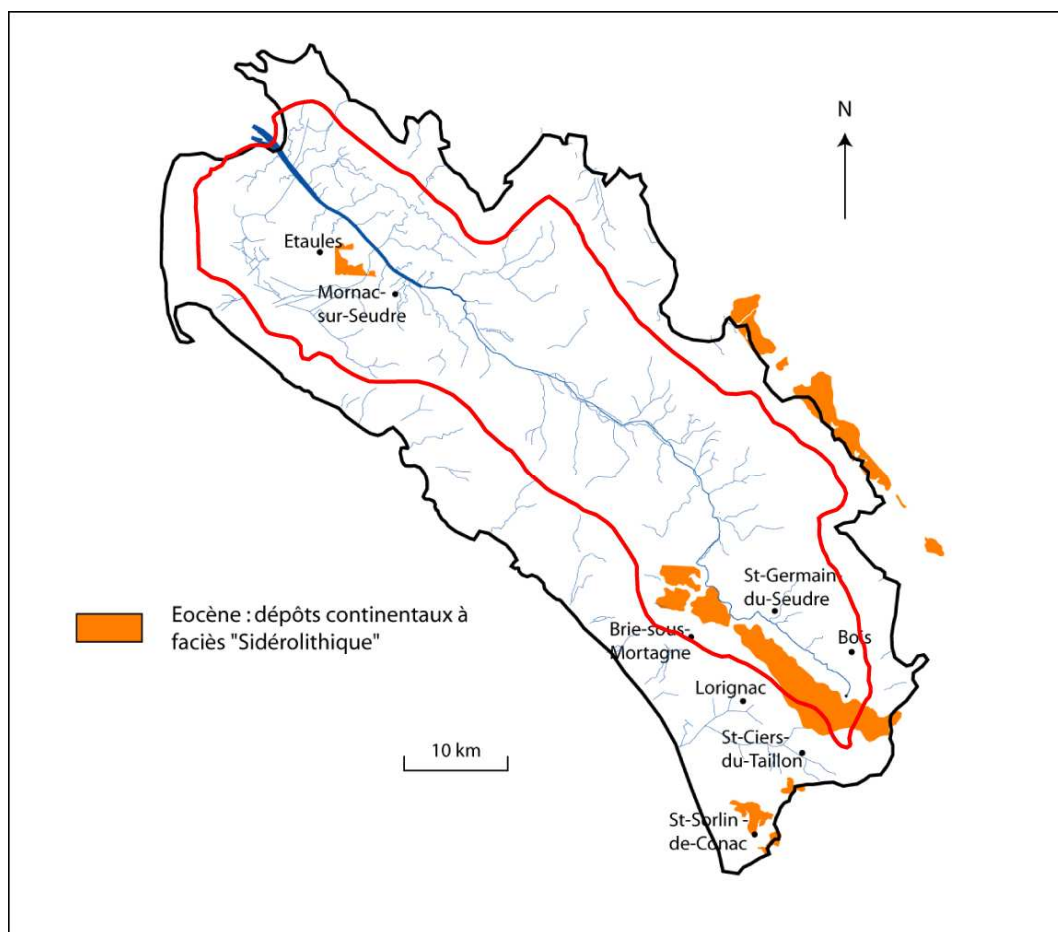 N
Etaules
Mornac-
sur-Seudre
St-Germain
du-Seudre
Brie-sous-
Mortagne
Bois
Lorignac
St-Ciers-
du-Taillon
St-Sorlin -
de-Conac
Eocène : dépôts continentaux à
faciès "Sidérolithique"
10 km